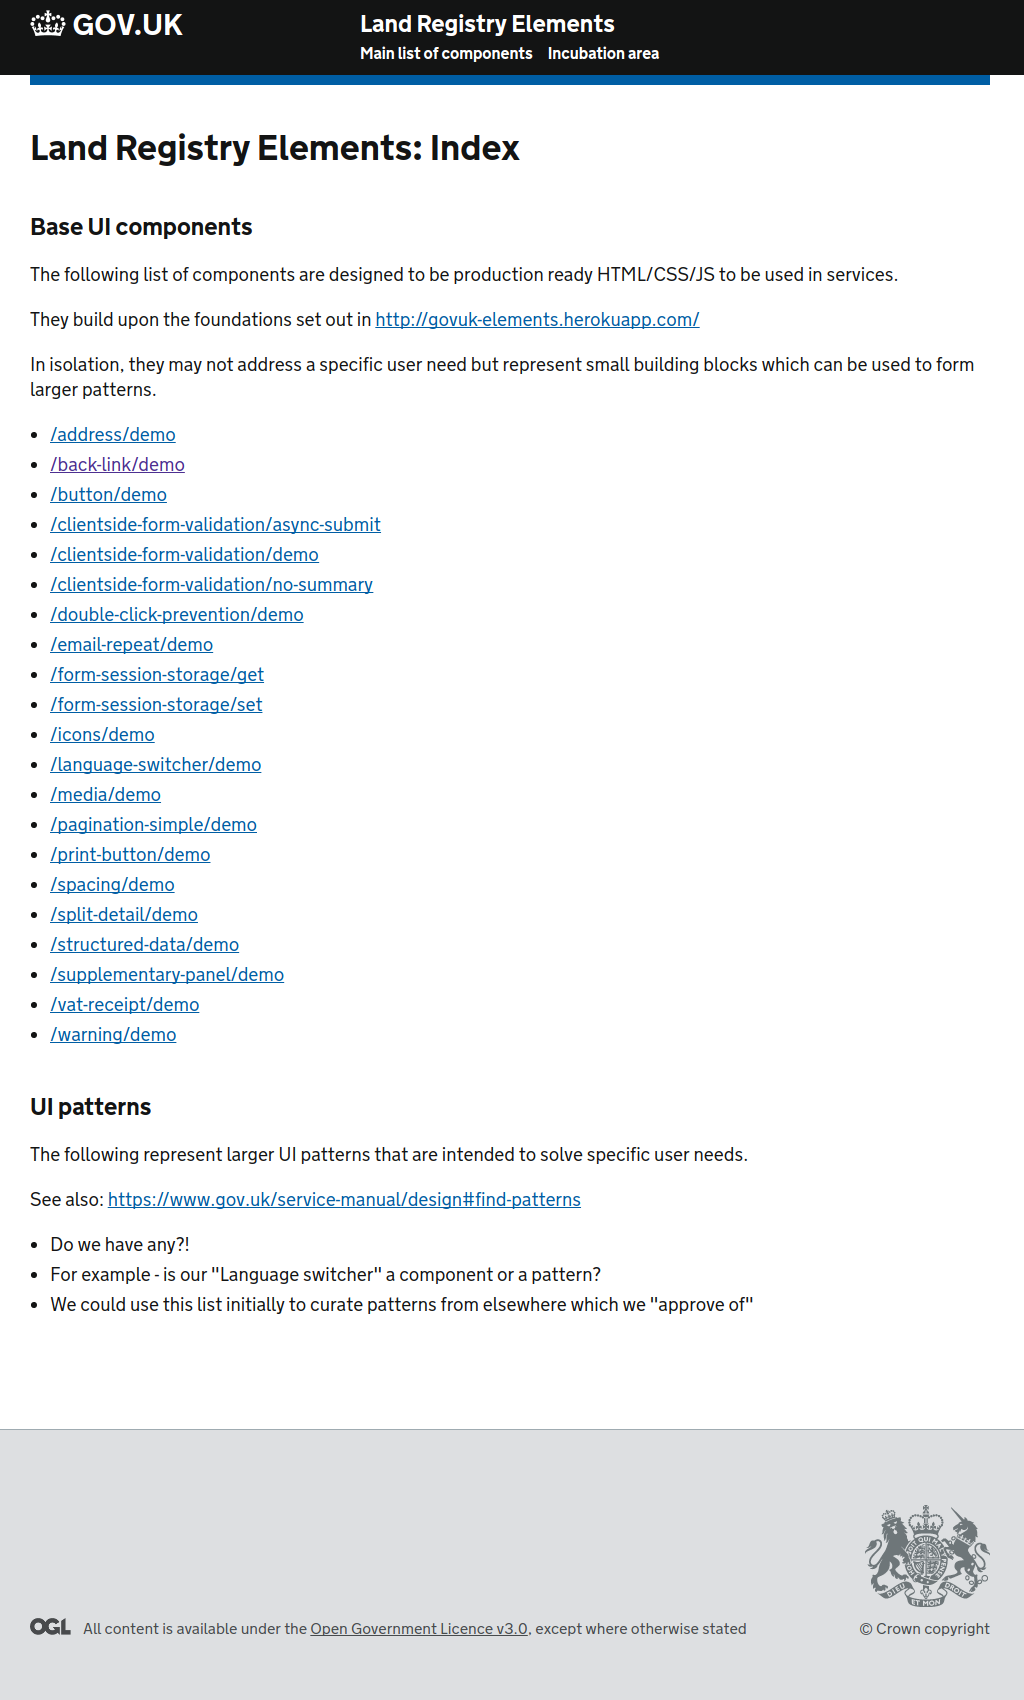 GOV.UK
Land Registry Elements
Main list of components Incubation area
Land Registry Elements: Index
Base UI components
The following list of components are designed to be production ready HTML/CSS/JS to be used in services.
They build upon the foundations set out in http://govuk-elements.herokuapp.com/
In isolation, they may not address a specific user need but represent small building blocks which can be used to form
larger patterns.
/address/demo
/back-link/demo
/button/demo
/clientside-form-validation/async-submit
/clientside-form-validation/demo
/clientside-form-validation/no-summary
/double-click-prevention/demo
/email-repeat/demo
/form-session-storage/get
/form-session-storage/set
/icons/demo
/language-switcher/demo
/media/demo
/pagination-simple/demo
/print-button/demo
/spacing/demo
/split-detail/demo
/structured-data/demo
/supplementary-panel/demo
/vat-receipt/demo
/warning/demo
UI patterns
The following represent larger UI patterns that are intended to solve specific user needs.
See also: https://www.gov.uk/service-manual/design#find-patterns
Do we have any?!
For example - is our "Language switcher" a component or a pattern?
We could use this list initially to curate patterns from elsewhere which we "approve of"
DIEU ET MON DROIT
OGL All content is available under the Open Government Licence v3.0, except where otherwise stated
© Crown copyright